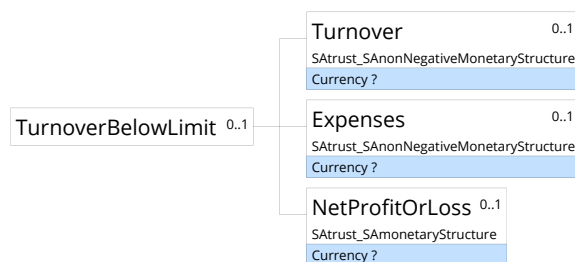 Turnover 0..1
SAtrust_SAnonNegativeMonetaryStructure
Currency ?
TurnoverBelowLimit 0..1
Expenses 0..1
SAtrust_SAnonNegativeMonetaryStructure
Currency ?
NetProfitOrLoss 0..1
SAtrust_SAmonetaryStructure
Currency ?